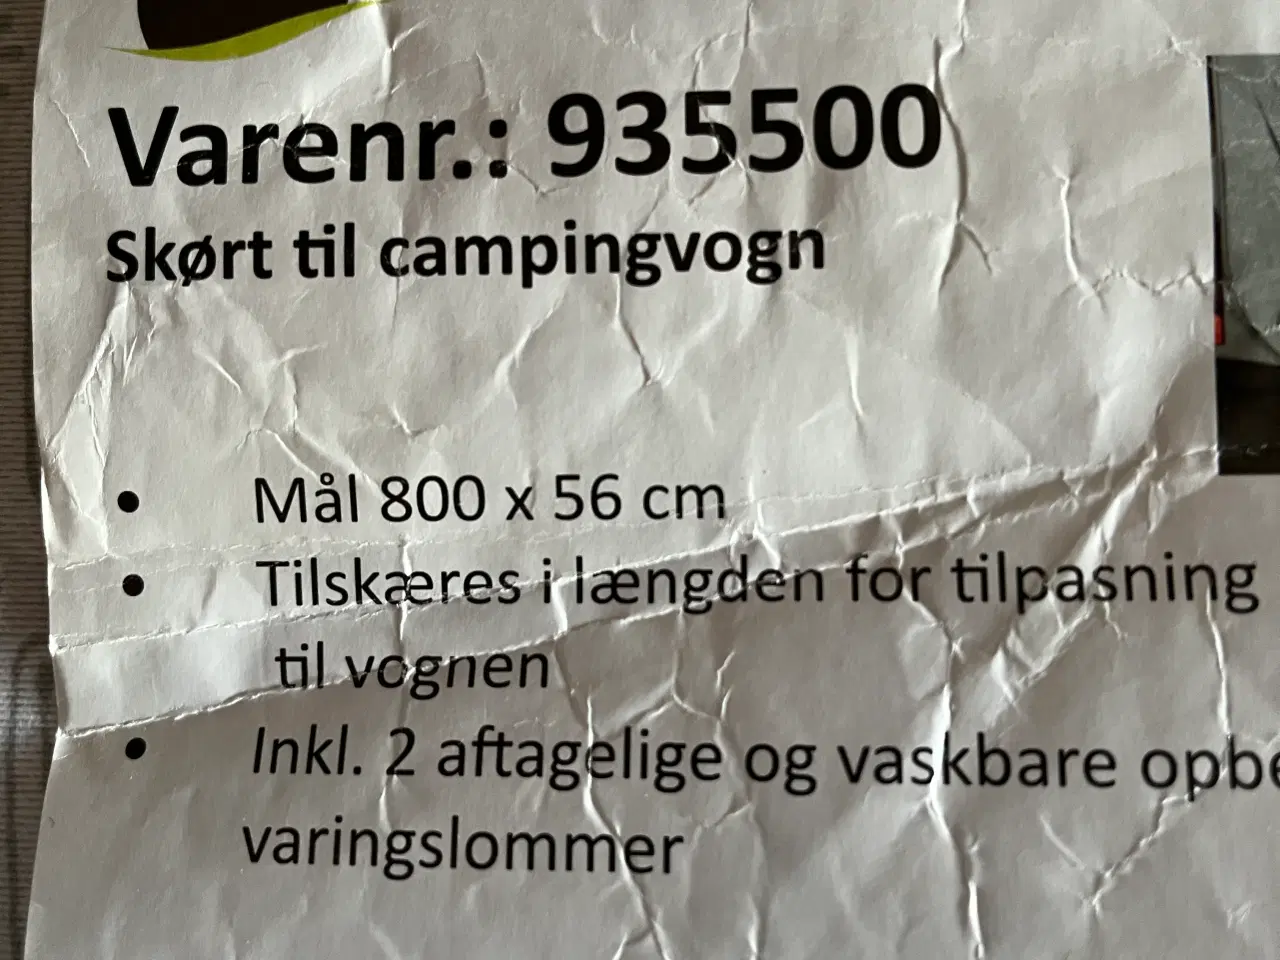 Varenr.: 935500
Skørt til campingvogn
• Mål 800 x 56 cm
• Tilskæres i længden for tilpasning
til vognen
• Inkl. 2 aftagelige og vaskbare opbe
varingslommer